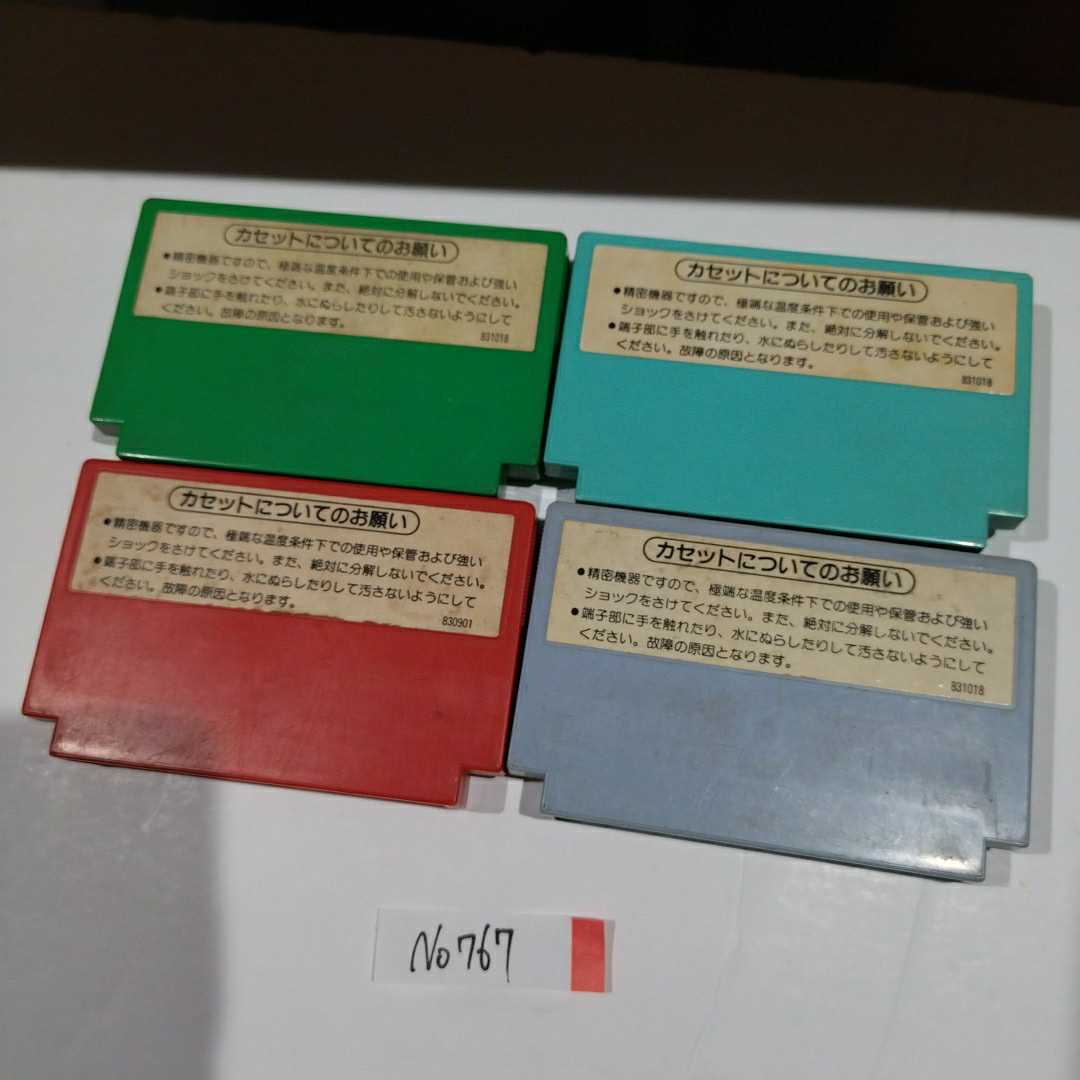 カセットについてのお願い
●精密機器ですので、極端な温度条件下での使用や保管および強い
ショックをさけてください。また、絶対に分解しないでください。
●端子部に手を触れたり、水にぬらしたりして汚さないようにして
ください。故障の原因となります。
831018
カセットについてのお願い
●精密機器ですので、極端な温度条件下での使用や保管および強い
ショックをさけてください。また、絶対に分解しないでください。
●端子部に手を触れたり、水にぬらしたりして汚さないようにして
ください。故障の原因となります。
831018
カセットについてのお願い
●精密機器ですので、極端な温度条件下での使用や保管および強い
ショックをさけてください。また、絶対に分解しないでください。
●端子部に手を触れたり、水にぬらしたりして汚さないようにして
ください。故障の原因となります。
830901
カセットについてのお願い
●精密機器ですので、極端な温度条件下での使用や保管および強い
ショックをさけてください。また、絶対に分解しないでください。
●端子部に手を触れたり、水にぬらしたりして汚さないようにして
ください。故障の原因となります。
831018
No767